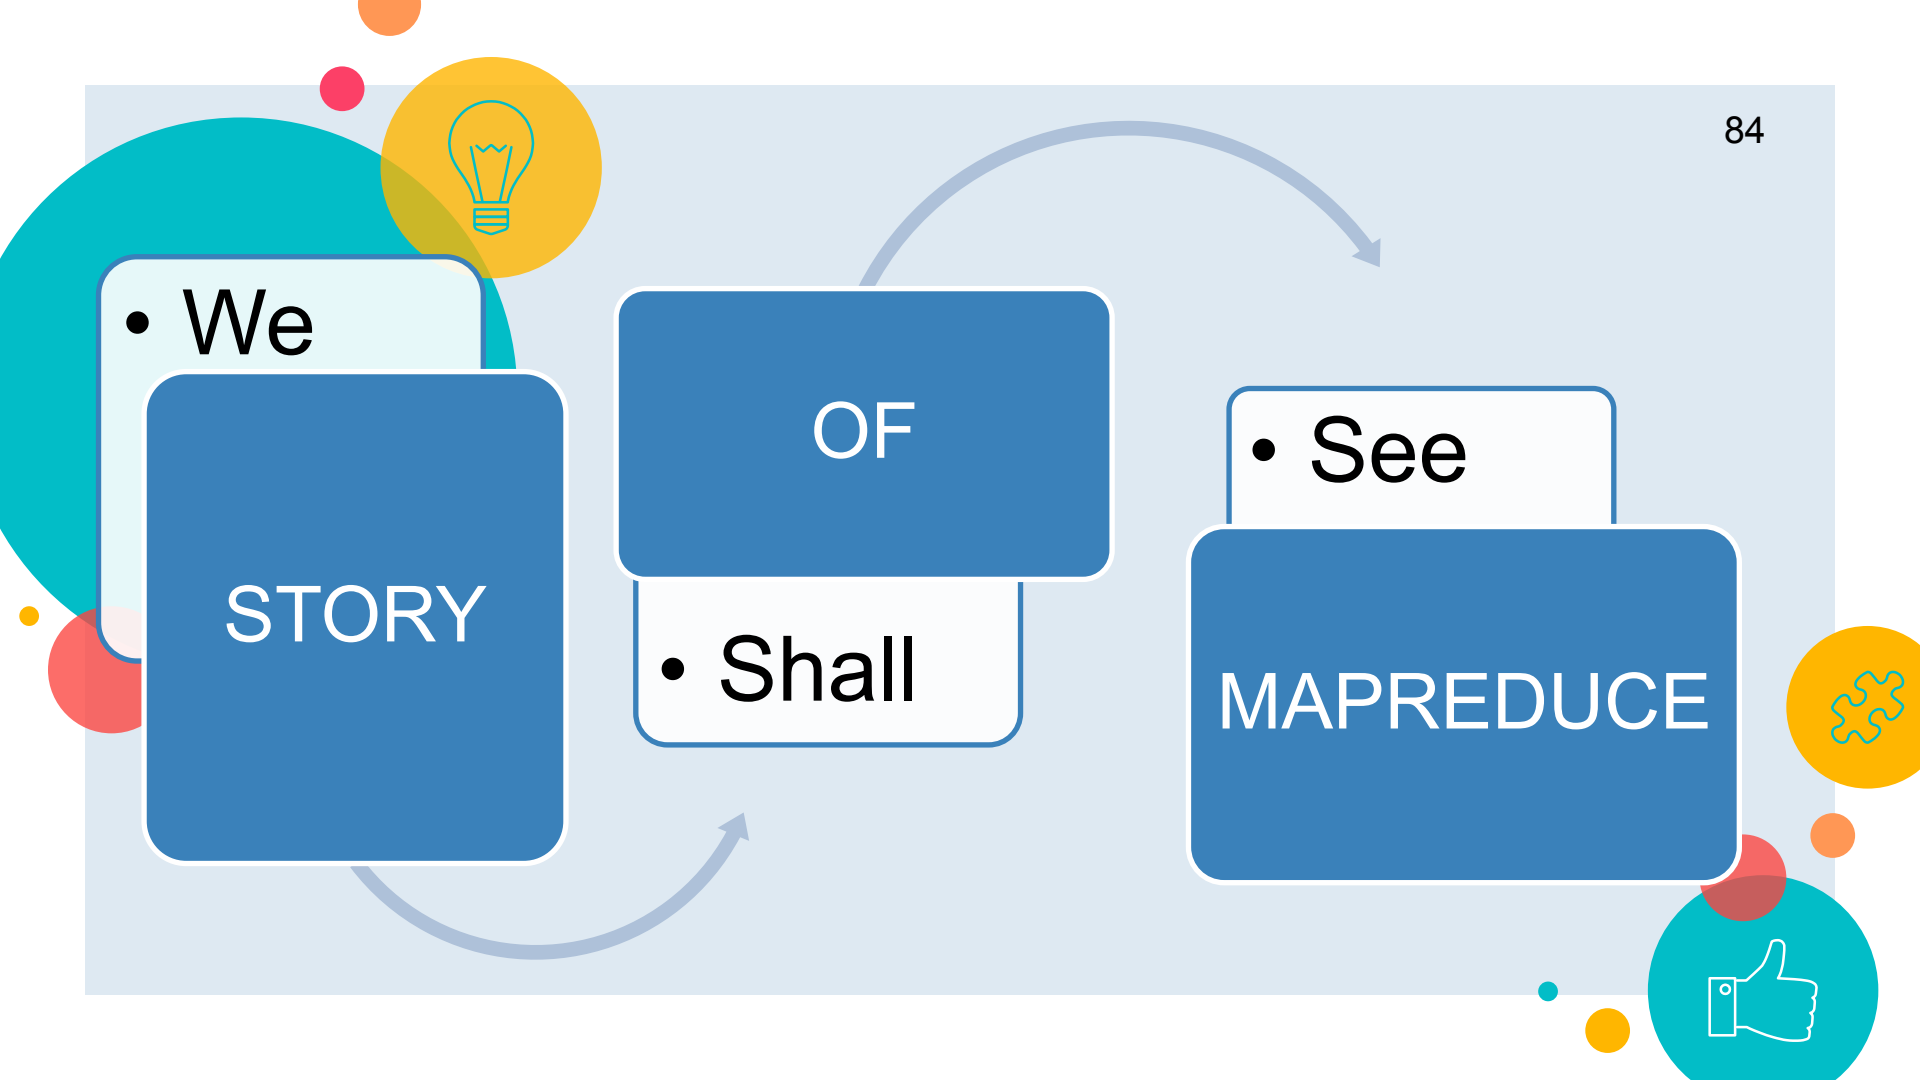 84
• We
STORY
OF
• Shall
• See
MAPREDUCE